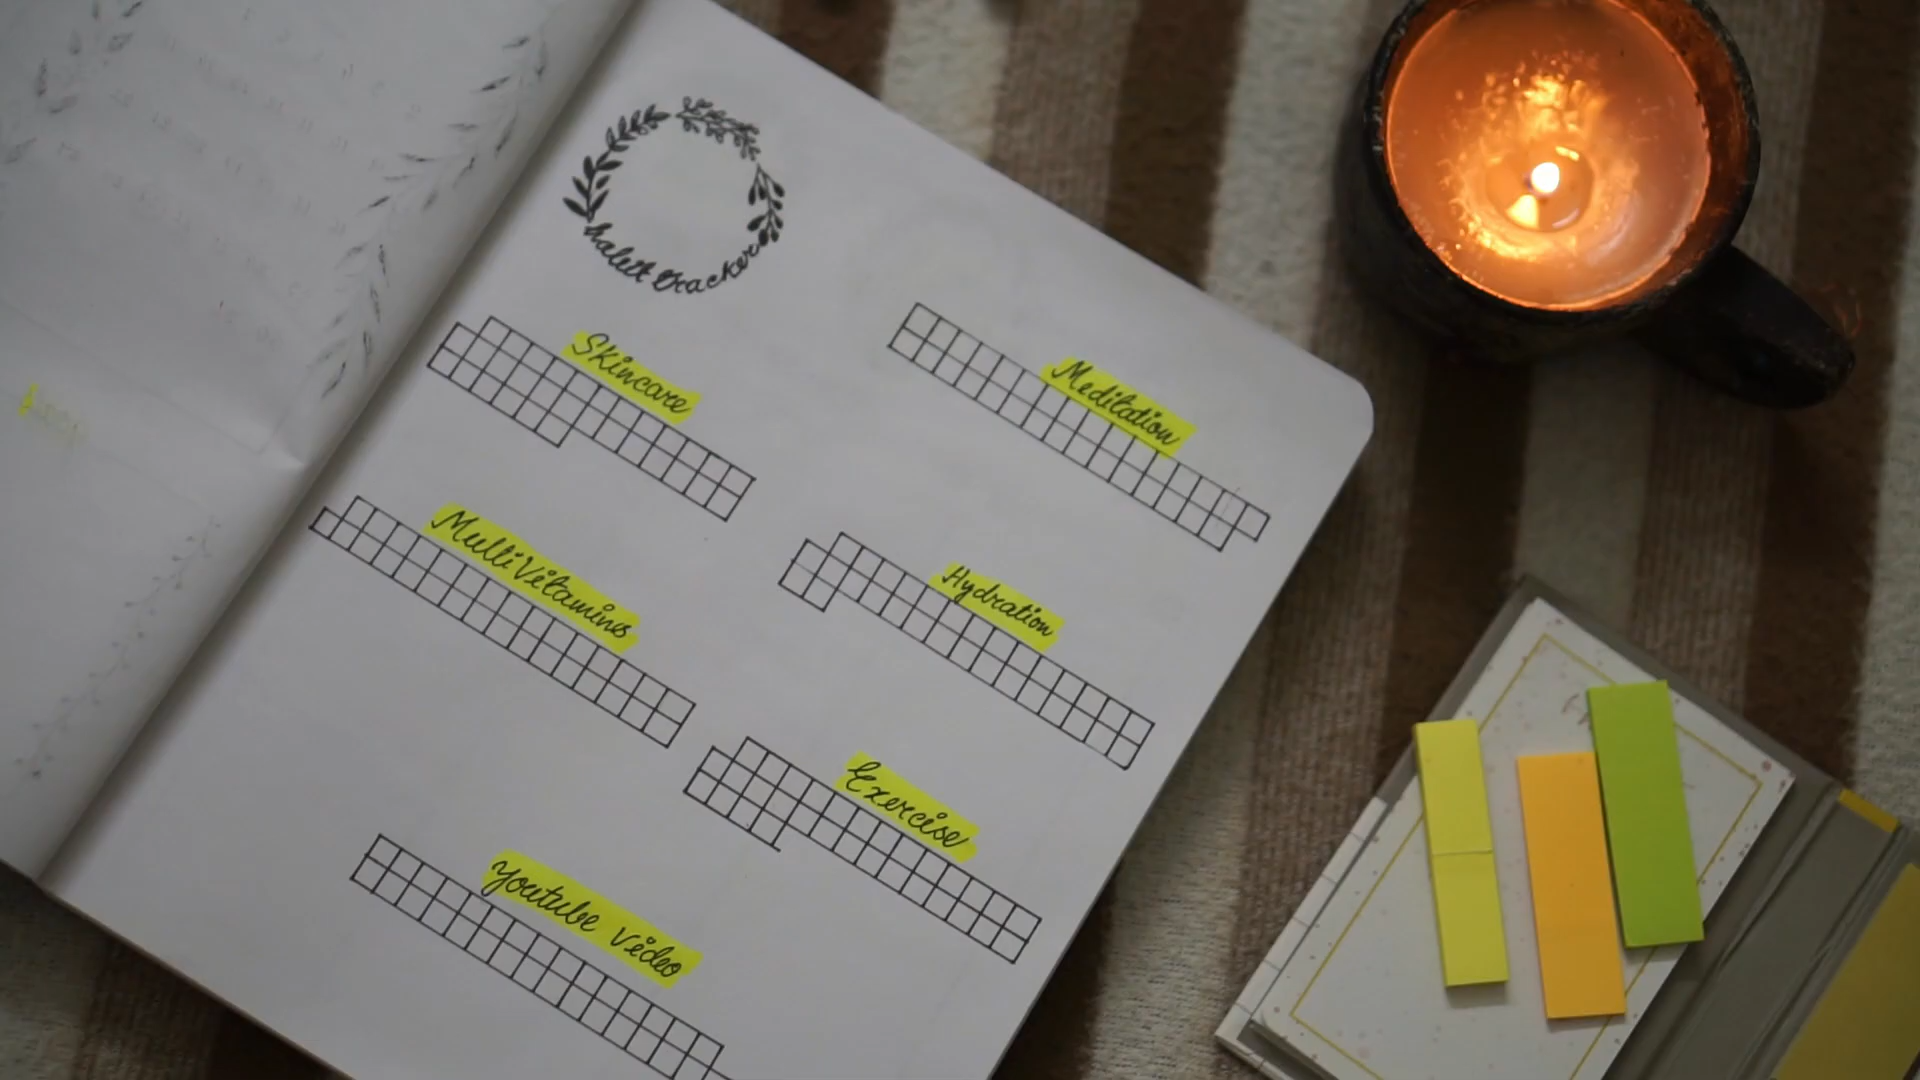 habit tracker
Skincare
Meditation
MultiVitamins
Hydration
Exercise
youtube Video